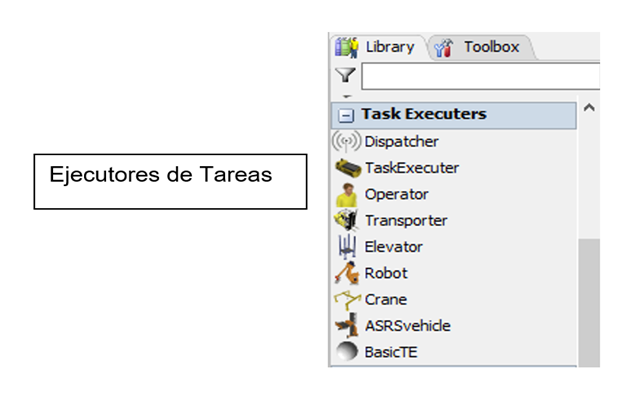 Ejecutores de Tareas
Library
Toolbox
Task Executers
Dispatcher
TaskExecuter
Operator
Transporter
Elevator
Robot
Crane
ASRSvehicle
BasicTE